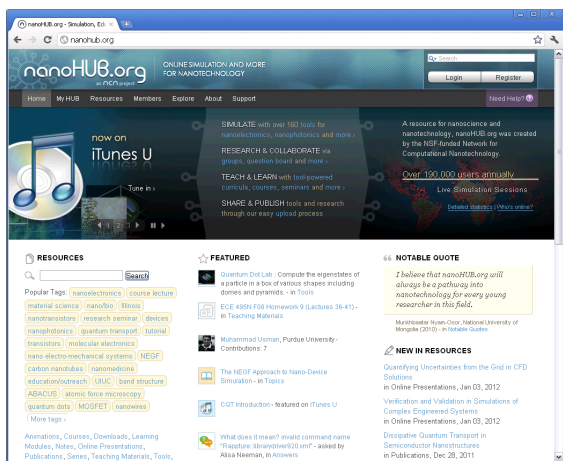 nanoHUB.org - Simulation, Edu
nanohub.org
nanoHUB.org
an ncn project
ONLINE SIMULATION AND MORE
FOR NANOTECHNOLOGY
Search
Login
Register
Home
My HUB
Resources
Members
Explore
About
Support
Need Help?
now on
iTunes U
Tune in ›
1 2 3
SIMULATE with over 160 tools for
nanoelectronics, nanophotonics and more ›
RESEARCH & COLLABORATE via
groups, question board and more ›
TEACH & LEARN with tool-powered
curricula, courses, seminars and more ›
SHARE & PUBLISH tools and research
through our easy upload process
A resource for nanoscience and
nanotechnology, nanoHUB.org was created
by the NSF-funded Network for
Computational Nanotechnology.
Over 190,000 users annually
Live Simulation Sessions
Detailed statistics | Who's online?
RESOURCES
Search
Popular Tags: nanoelectronics course lecture
material science nano/bio Illinois
nanotransistors research seminar devices
nanophotonics quantum transport tutorial
transistors molecular electronics
nano electro-mechanical systems NEGF
carbon nanotubes nanomedicine
education/outreach UIUC band structure
ABACUS atomic force microscopy
quantum dots MOSFET nanowires
More tags ›
Animations, Courses, Downloads, Learning
Modules, Notes, Online Presentations,
Publications, Series, Teaching Materials, Tools,
FEATURED
Quantum Dot Lab : Compute the eigenstates of
a particle in a box of various shapes including
domes and pyramids. - in Tools
ECE 495N F08 Homework 9 (Lectures 36-41) -
in Teaching Materials
Muhammad Usman, Purdue University -
Contributions: 7
The NEGF Approach to Nano-Device
Simulation - in Topics
CGT Introduction - featured on iTunes U
What does it mean? invalid command name
"Rappture::librarydriver920.xml" - asked by
Alisa Neeman, in Answers
NOTABLE QUOTE
I believe that nanoHUB.org will
always be a pathway into
nanotechnology for every young
researcher in this field.
Munkhbaatar Nyam-Osor, National University of
Mongolia (2010) - in Notable Quotes
NEW IN RESOURCES
Quantifying Uncertainties from the Grid in CFD
Solutions
in Online Presentations, Jan 03, 2012
Verification and Validation in Simulations of
Complex Engineered Systems
in Online Presentations, Jan 03, 2012
Dissipative Quantum Transport in
Semiconductor Nanostructures
in Publications, Dec 28, 2011